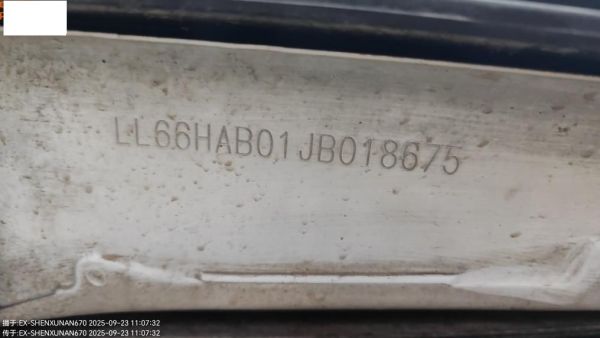 LL66HAB01JB018675
摄于:EX-SHENXUNAN670 2025-09-23 11:07:32
传于:EX-SHENXUNAN670 2025-09-23 11:07:32